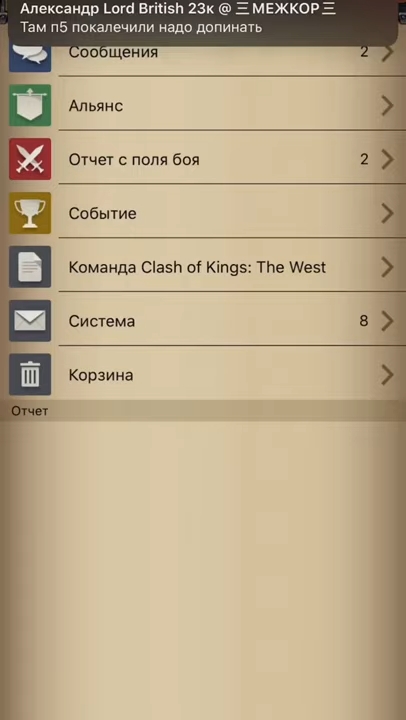 Александр Lord British 23к @ 三МЕЖКОР三
Там п5 покалечили надо допинать
Сообщения 2
Альянс
Отчет с поля боя 2
Событие
Команда Clash of Kings: The West
Система 8
Корзина
Отчет